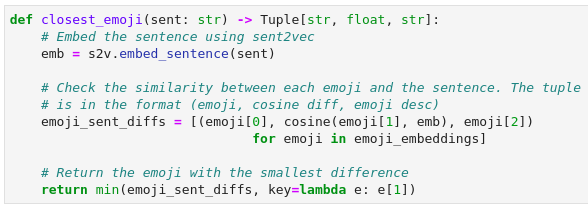 def closest_emoji(sent: str) -> Tuple[str, float, str]:
    # Embed the sentence using sent2vec
    emb = s2v.embed_sentence(sent)

    # Check the similarity between each emoji and the sentence. The tuple
    # is in the format (emoji, cosine diff, emoji desc)
    emoji_sent_diffs = [(emoji[0], cosine(emoji[1], emb), emoji[2])
                               for emoji in emoji_embeddings]

    # Return the emoji with the smallest difference
    return min(emoji_sent_diffs, key=lambda e: e[1])